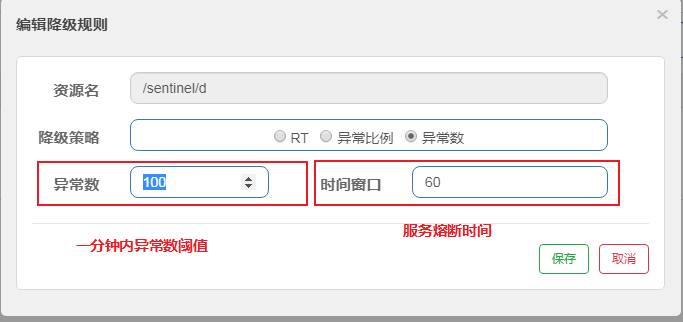 编辑降级规则 ×
资源名 /sentinel/d
降级策略 RT 异常比例 异常数
异常数 100 时间窗口 60
一分钟内异常数阈值 服务熔断时间
保存 取消